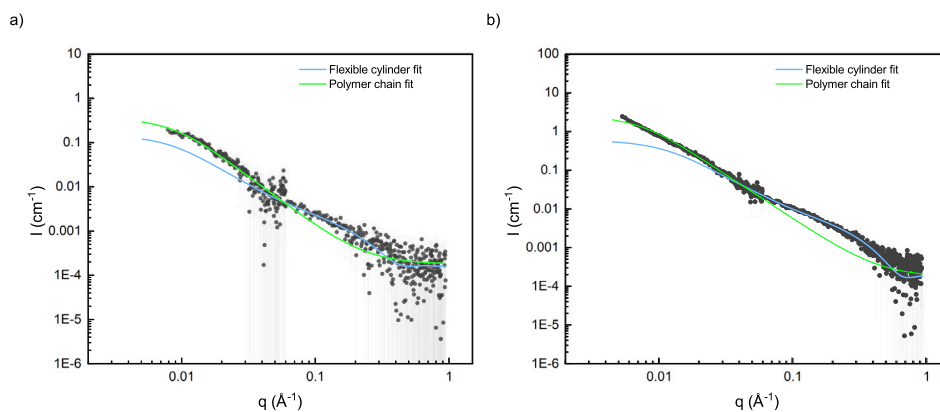 a)
10
1
0.1
0.01
0.001
1E-4
1E-5
1E-6
I (cm⁻¹)
0.01
0.1
1
q (Å⁻¹)
Flexible cylinder fit
Polymer chain fit
b)
100
10
1
0.1
0.01
0.001
1E-4
1E-5
1E-6
I (cm⁻¹)
0.01
0.1
1
q (Å⁻¹)
Flexible cylinder fit
Polymer chain fit